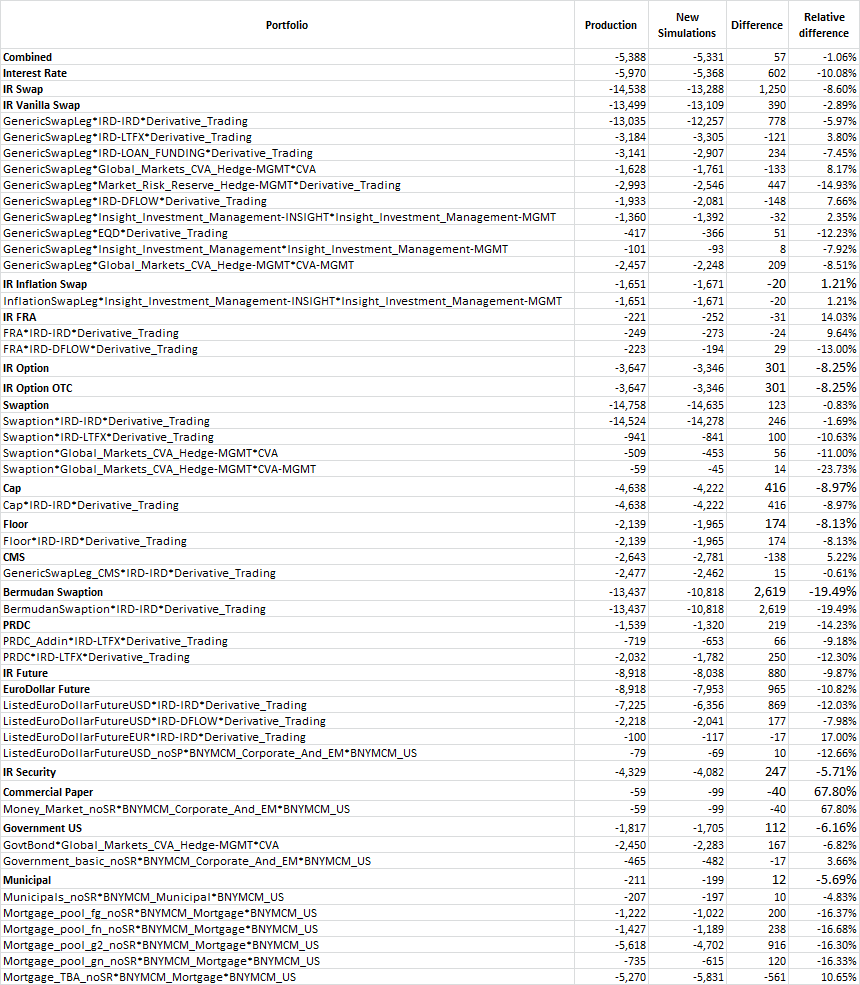 Portfolio Production New Simulations Difference Relative difference
Combined -5,388 -5,331 57 -1.06%
Interest Rate -5,970 -5,368 602 -10.08%
IR Swap -14,538 -13,288 1,250 -8.60%
IR Vanilla Swap -13,499 -13,109 390 -2.89%
GenericSwapLeg*IRD-IRD*Derivative_Trading -13,035 -12,257 778 -5.97%
GenericSwapLeg*IRD-LTFX*Derivative_Trading -3,184 -3,305 -121 3.80%
GenericSwapLeg*IRD-LOAN_FUNDING*Derivative_Trading -3,141 -2,907 234 -7.45%
GenericSwapLeg*Global_Markets_CVA_Hedge-MGMT*CVA -1,628 -1,761 -133 8.17%
GenericSwapLeg*Market_Risk_Reserve_Hedge-MGMT*Derivative_Trading -2,993 -2,546 447 -14.93%
GenericSwapLeg*IRD-DFLOW*Derivative_Trading -1,933 -2,081 -148 7.66%
GenericSwapLeg*Insight_Investment_Management-INSIGHT*Insight_Investment_Management-MGMT -1,360 -1,392 -32 2.35%
GenericSwapLeg*EQD*Derivative_Trading -417 -366 51 -12.23%
GenericSwapLeg*Insight_Investment_Management*Insight_Investment_Management-MGMT -101 -93 8 -7.92%
GenericSwapLeg*Global_Markets_CVA_Hedge-MGMT*CVA-MGMT -2,457 -2,248 209 -8.51%
IR Inflation Swap -1,651 -1,671 -20 1.21%
InflationSwapLeg*Insight_Investment_Management-INSIGHT*Insight_Investment_Management-MGMT -1,651 -1,671 -20 1.21%
IR FRA -221 -252 -31 14.03%
FRA*IRD-IRD*Derivative_Trading -249 -273 -24 9.64%
FRA*IRD-DFLOW*Derivative_Trading -223 -194 29 -13.00%
IR Option -3,647 -3,346 301 -8.25%
IR Option OTC -3,647 -3,346 301 -8.25%
Swaption -14,758 -14,635 123 -0.83%
Swaption*IRD-IRD*Derivative_Trading -14,524 -14,278 246 -1.69%
Swaption*IRD-LTFX*Derivative_Trading -941 -841 100 -10.63%
Swaption*Global_Markets_CVA_Hedge-MGMT*CVA -509 -453 56 -11.00%
Swaption*Global_Markets_CVA_Hedge-MGMT*CVA-MGMT -59 -45 14 -23.73%
Cap -4,638 -4,222 416 -8.97%
Cap*IRD-IRD*Derivative_Trading -4,638 -4,222 416 -8.97%
Floor -2,139 -1,965 174 -8.13%
Floor*IRD-IRD*Derivative_Trading -2,139 -1,965 174 -8.13%
CMS -2,643 -2,781 -138 5.22%
GenericSwapLeg_CMS*IRD-IRD*Derivative_Trading -2,477 -2,462 15 -0.61%
Bermudan Swaption -13,437 -10,818 2,619 -19.49%
BermudanSwaption*IRD-IRD*Derivative_Trading -13,437 -10,818 2,619 -19.49%
PRDC -1,539 -1,320 219 -14.23%
PRDC_Addin*IRD-LTFX*Derivative_Trading -719 -653 66 -9.18%
PRDC*IRD-LTFX*Derivative_Trading -2,032 -1,782 250 -12.30%
IR Future -8,918 -8,038 880 -9.87%
EuroDollar Future -8,918 -7,953 965 -10.82%
ListedEuroDollarFutureUSD*IRD-IRD*Derivative_Trading -7,225 -6,356 869 -12.03%
ListedEuroDollarFutureUSD*IRD-DFLOW*Derivative_Trading -2,218 -2,041 177 -7.98%
ListedEuroDollarFutureEUR*IRD-IRD*Derivative_Trading -100 -117 -17 17.00%
ListedEuroDollarFutureUSD_noSP*BNYMCM_Corporate_And_EM*BNYMCM_US -79 -69 10 -12.66%
IR Security -4,329 -4,082 247 -5.71%
Commercial Paper -59 -99 -40 67.80%
Money_Market_noSR*BNYMCM_Corporate_And_EM*BNYMCM_US -59 -99 -40 67.80%
Government US -1,817 -1,705 112 -6.16%
GovtBond*Global_Markets_CVA_Hedge-MGMT*CVA -2,450 -2,283 167 -6.82%
Government_basic_noSR*BNYMCM_Corporate_And_EM*BNYMCM_US -465 -482 -17 3.66%
Municipal -211 -199 12 -5.69%
Municipals_noSR*BNYMCM_Municipal*BNYMCM_US -207 -197 10 -4.83%
Mortgage_pool_fg_noSR*BNYMCM_Mortgage*BNYMCM_US -1,222 -1,022 200 -16.37%
Mortgage_pool_fn_noSR*BNYMCM_Mortgage*BNYMCM_US -1,427 -1,189 238 -16.68%
Mortgage_pool_g2_noSR*BNYMCM_Mortgage*BNYMCM_US -5,618 -4,702 916 -16.30%
Mortgage_pool_gn_noSR*BNYMCM_Mortgage*BNYMCM_US -735 -615 120 -16.33%
Mortgage_TBA_noSR*BNYMCM_Mortgage*BNYMCM_US -5,270 -5,831 -561 10.65%